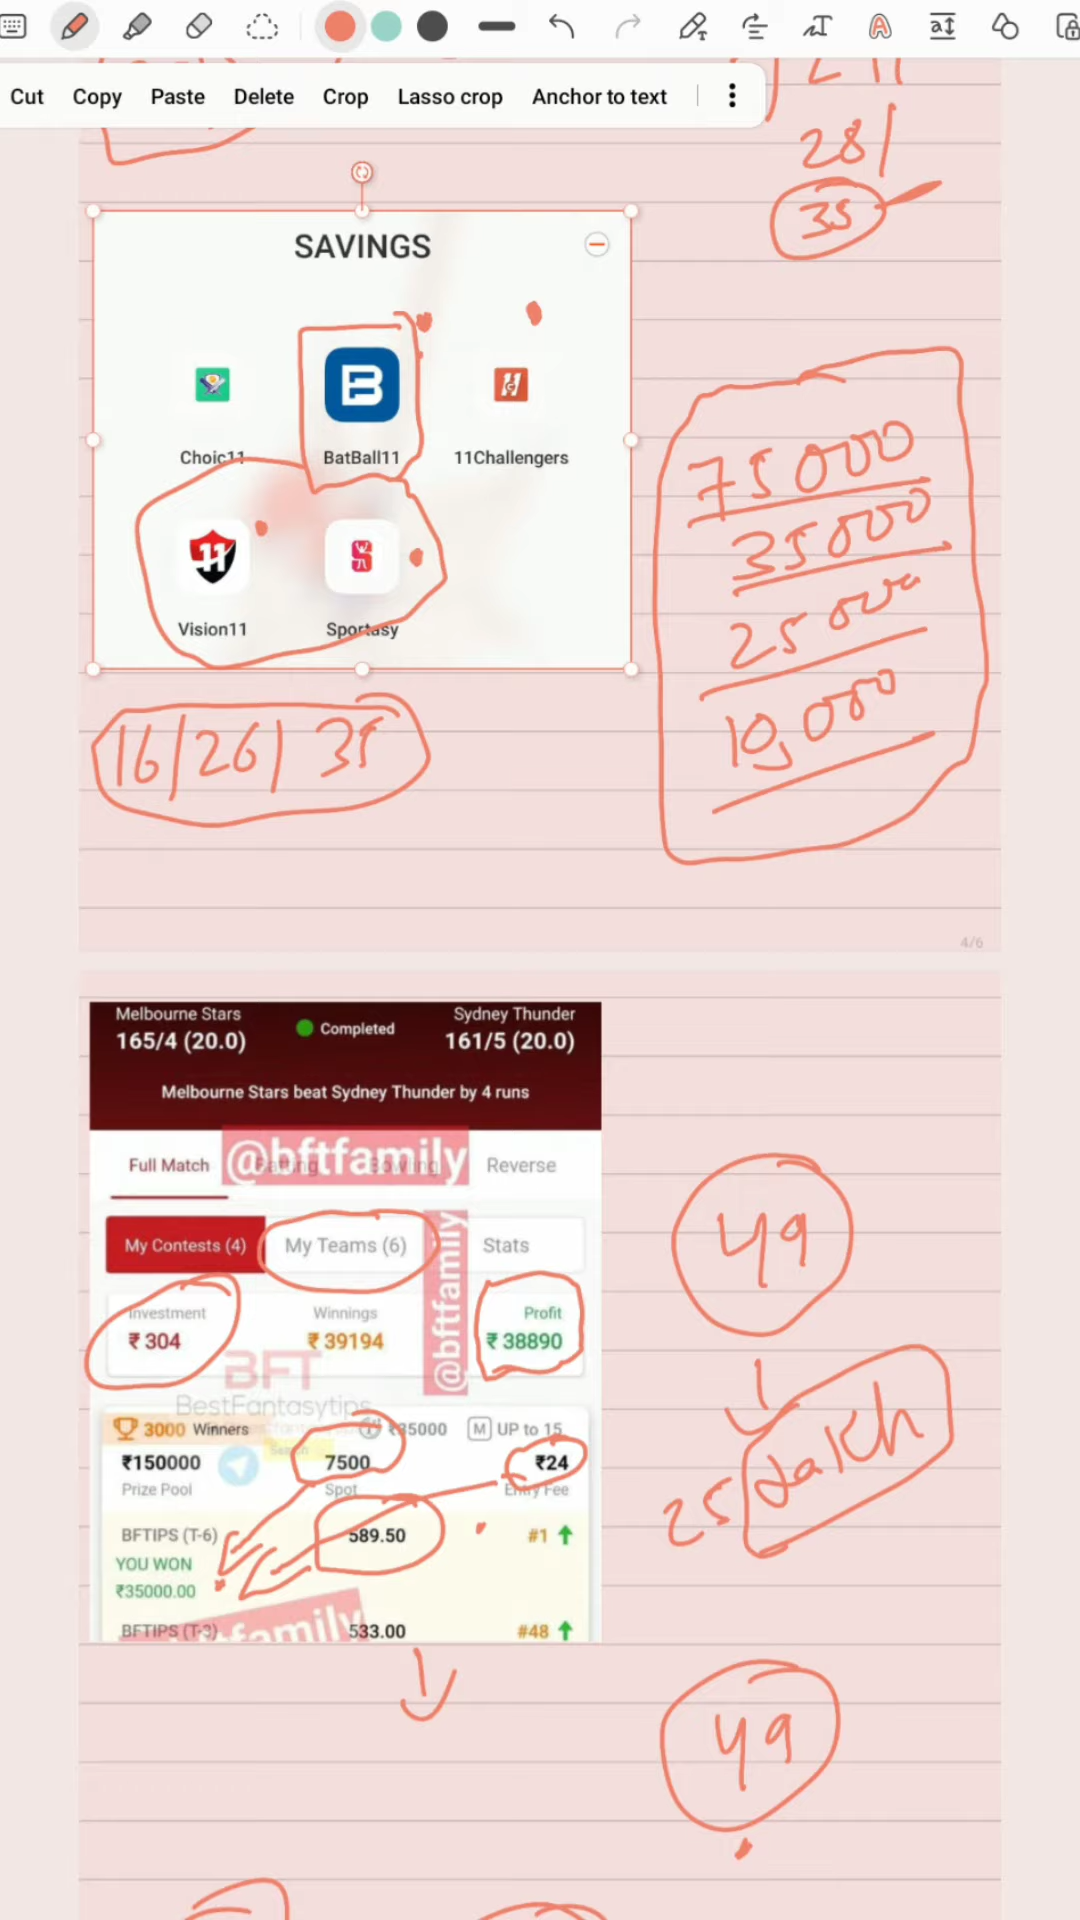 Cut Copy Paste Delete Crop Lasso crop Anchor to text
28/
35
SAVINGS
Choic11 BatBall11 11Challengers
Vision11 Sportasy
75000
35000
25000
10,000
16/26/35
4/6
Melbourne Stars Completed Sydney Thunder
165/4 (20.0) 161/5 (20.0)
Melbourne Stars beat Sydney Thunder by 4 runs
@bftfamily
Full Match Batting Bowling Reverse
My Contests (4) My Teams (6) Stats
@bftfamily
Investment Winnings Profit
₹ 304 ₹ 39194 ₹ 38890
BFT
BestFantasytips
3000 Winners ₹35000 M UP to 15
₹150000 7500 ₹24
Prize Pool Spot Entry Fee
BFTIPS (T-6) 589.50 #1
YOU WON
₹35000.00
BFTIPS (T-3) 533.00 #48
49
25 Lakh
49